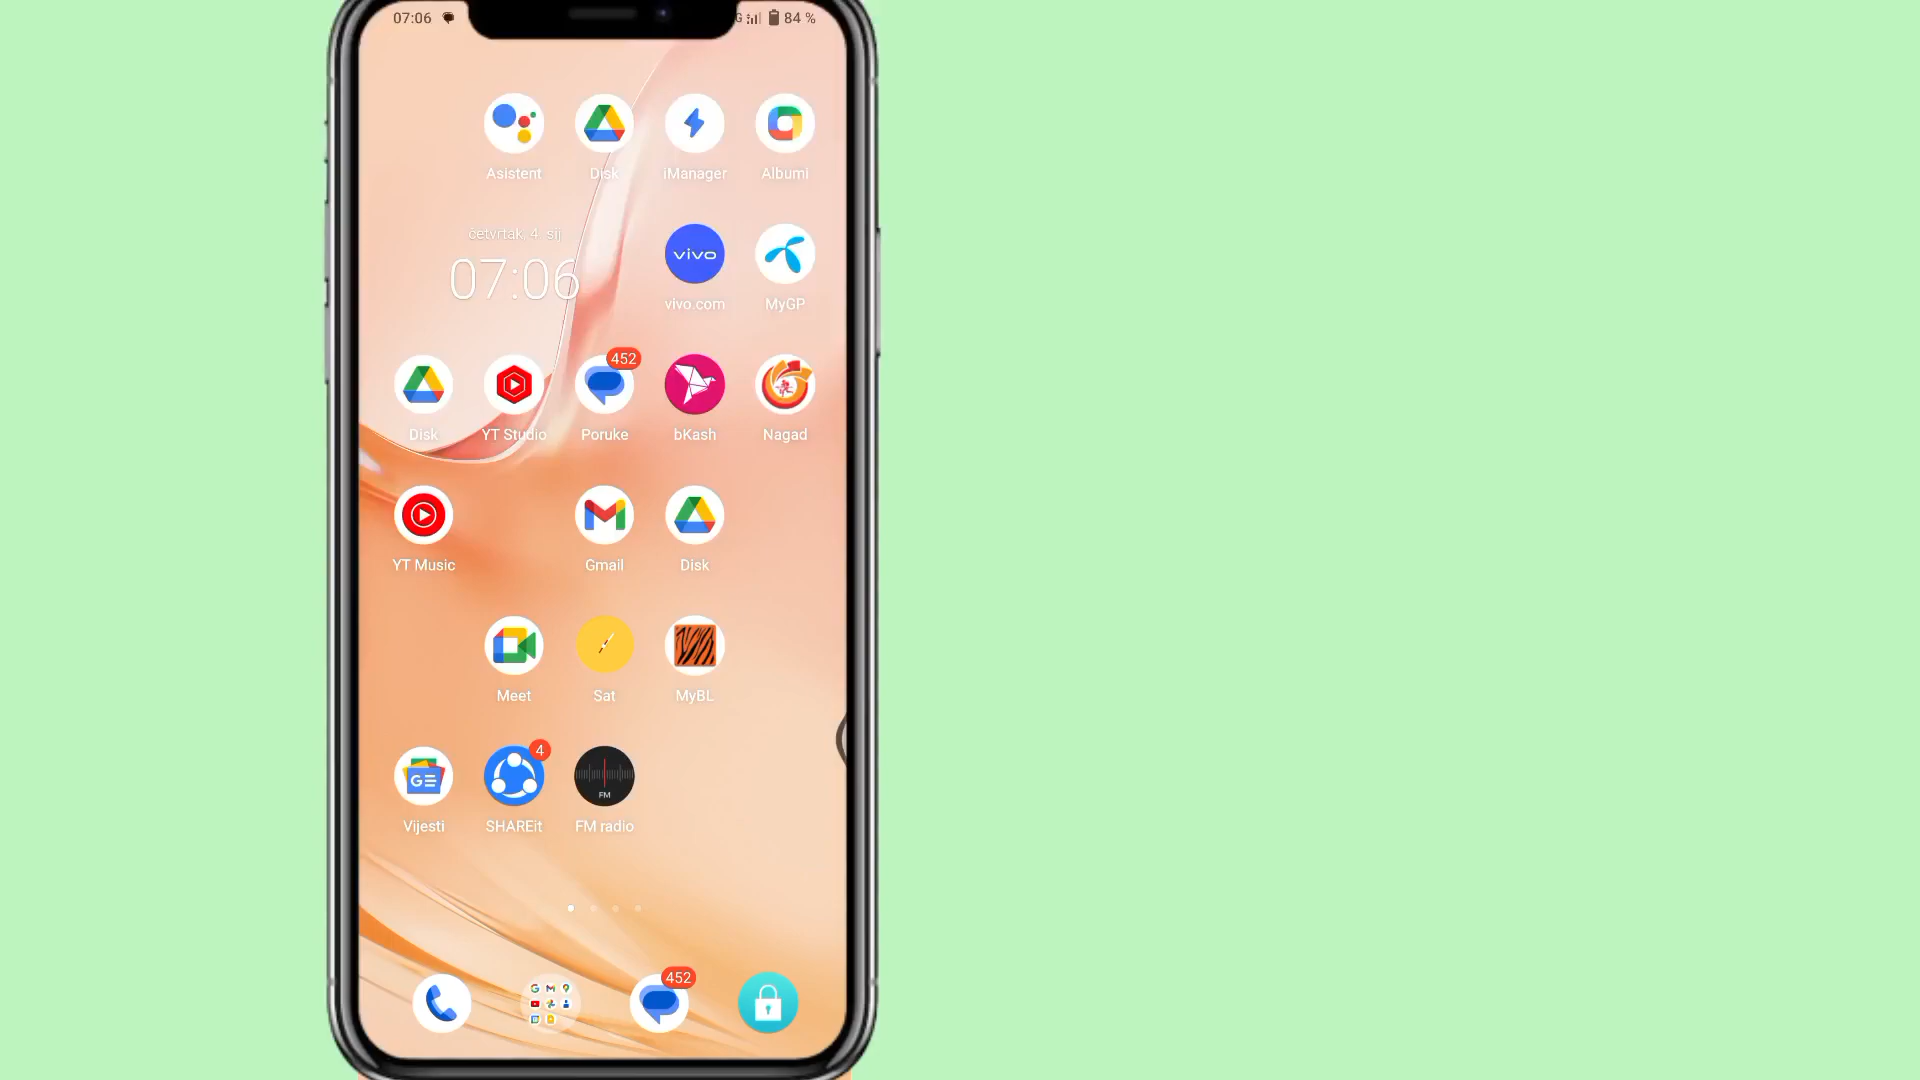 07:06
84 %
Asistent Disk iManager Albumi
četvrtak, 4. sij
07:06
vivo
vivo.com MyGP
452
Disk YT Studio Poruke bKash Nagad
YT Music Gmail Disk
Meet Sat MyBL
4
GE
FM
Vijesti SHAREit FM radio
452